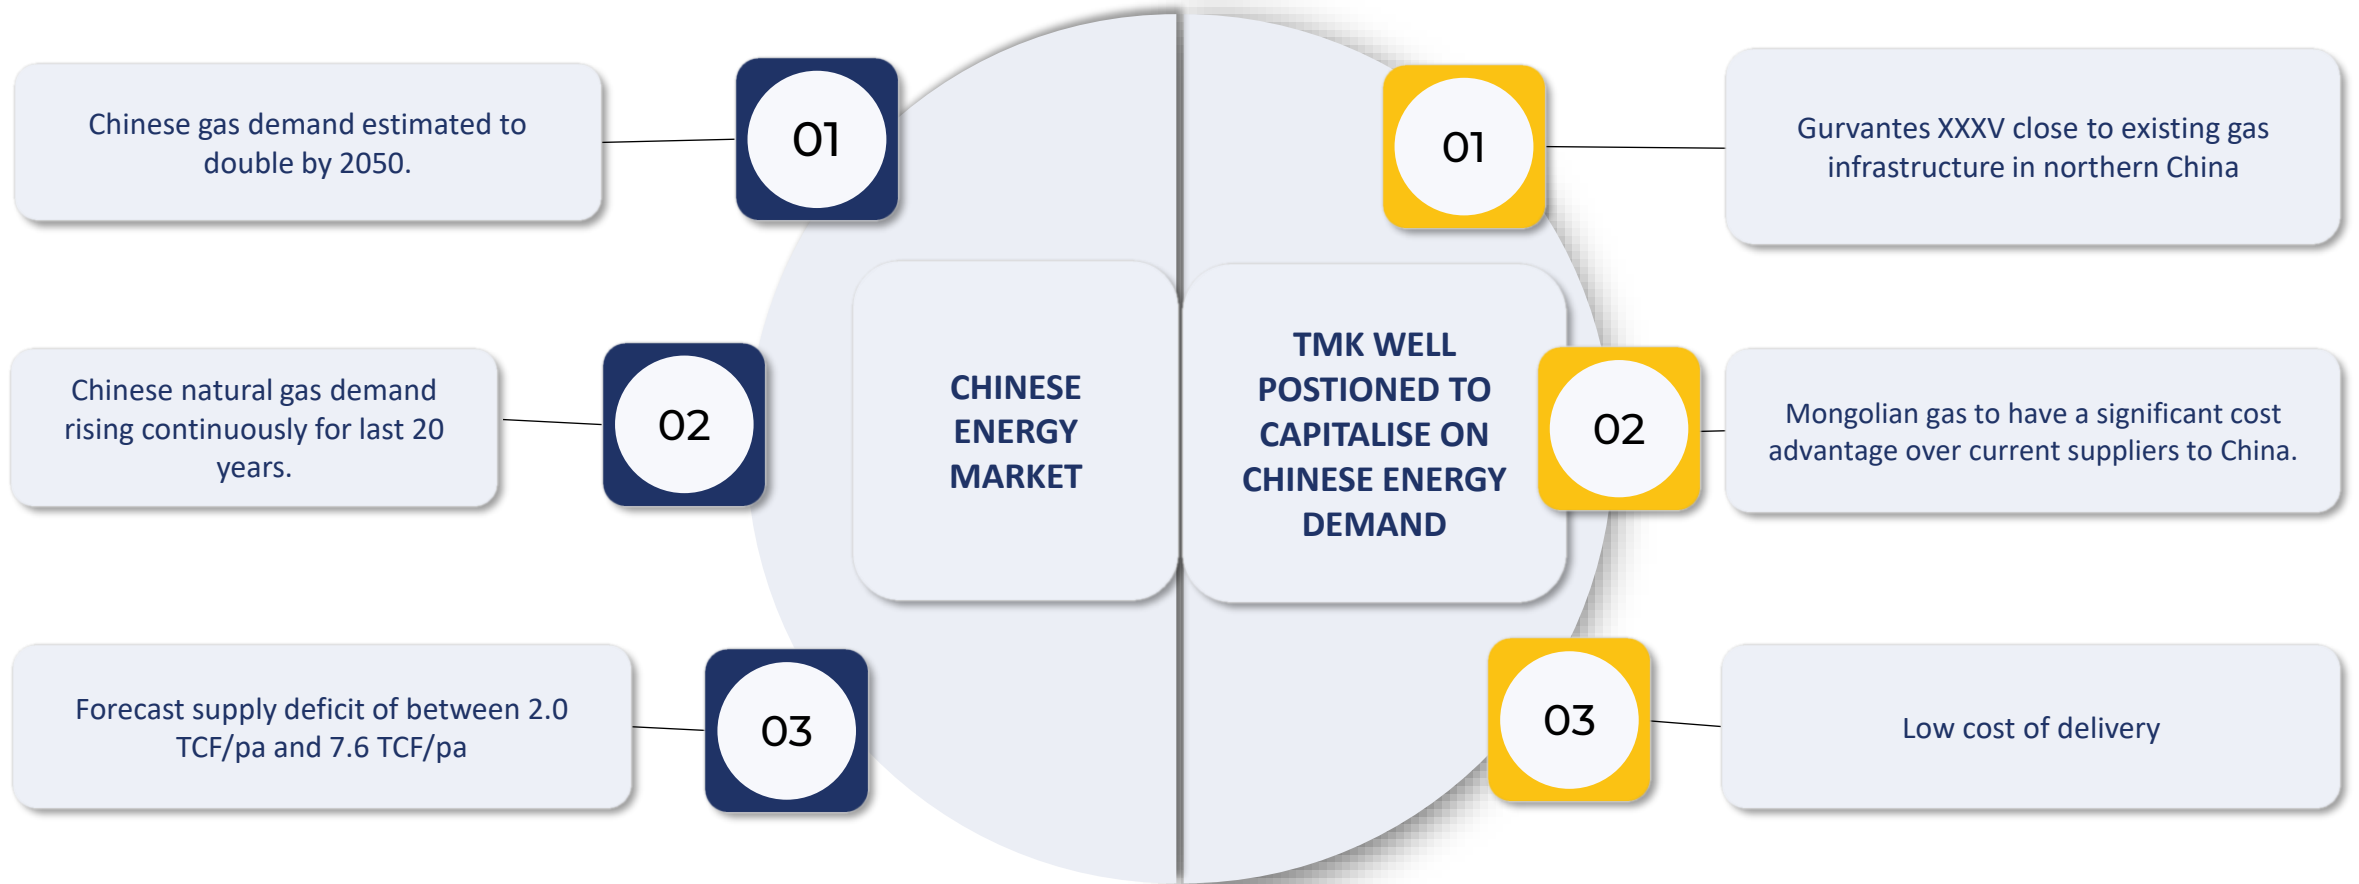 01
Chinese gas demand estimated to
double by 2050.
02
Chinese natural gas demand
rising continuously for last 20
years.
03
Forecast supply deficit of between 2.0
TCF/pa and 7.6 TCF/pa
CHINESE
ENERGY
MARKET
TMK WELL
POSTIONED TO
CAPITALISE ON
CHINESE ENERGY
DEMAND
01
Gurvantes XXXV close to existing gas
infrastructure in northern China
02
Mongolian gas to have a significant cost
advantage over current suppliers to China.
03
Low cost of delivery